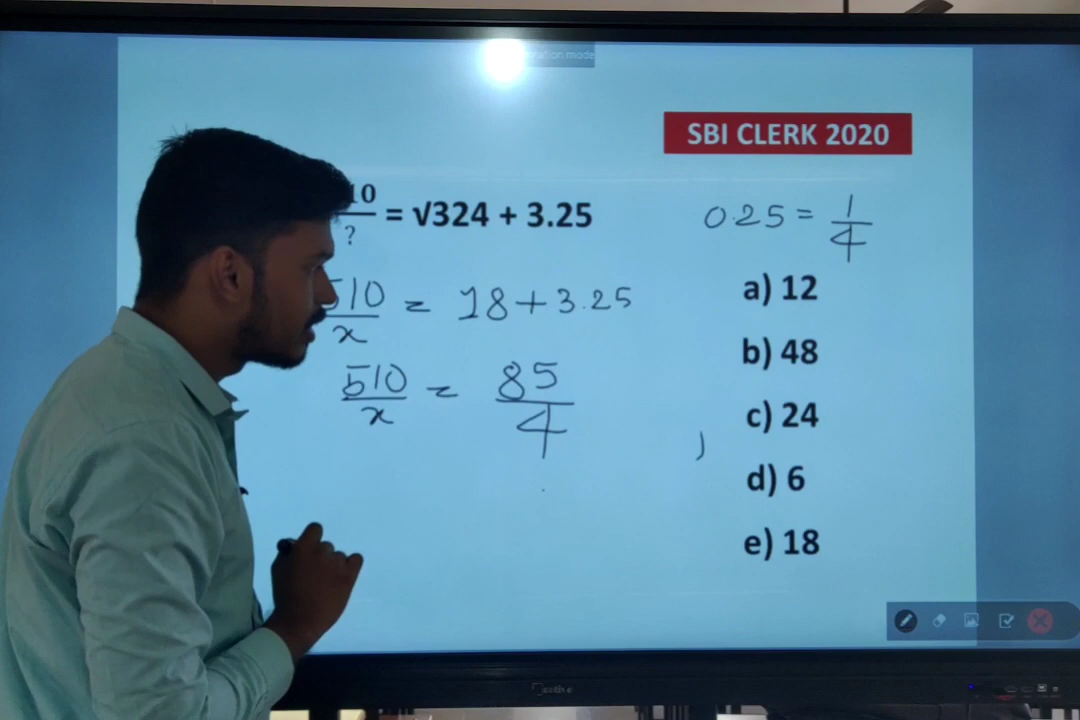 SBI CLERK 2020
10/? = √324 + 3.25
0.25 = 1/4
510/x = 18 + 3.25
510/x = 85/4
a) 12
b) 48
c) 24
d) 6
e) 18